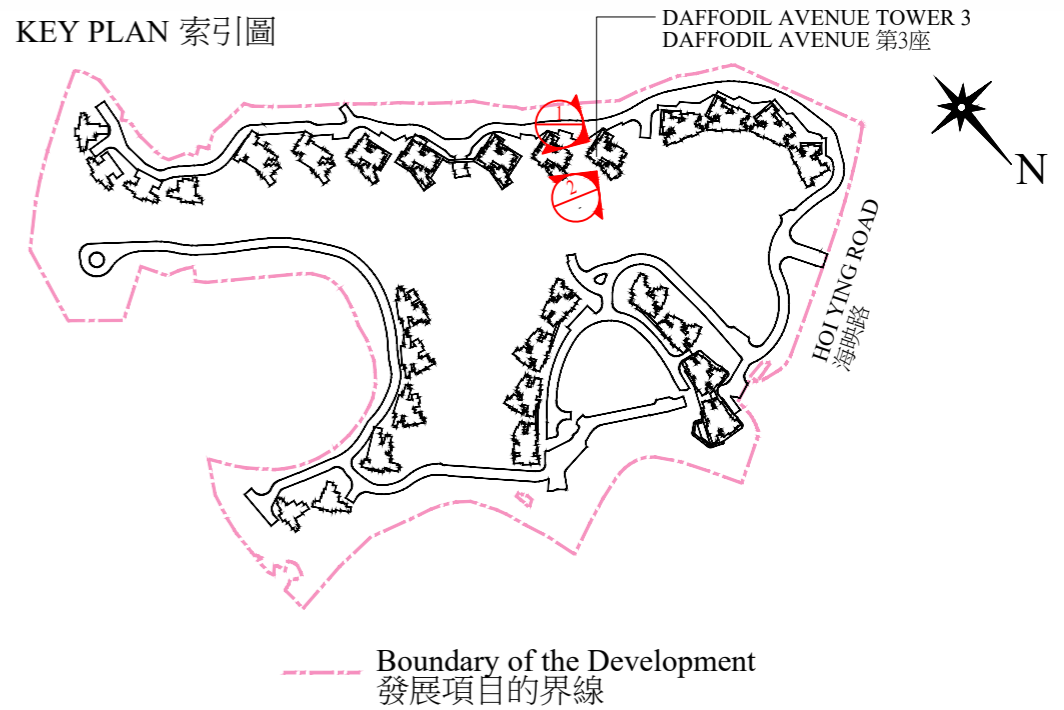 KEY PLAN 索引圖
DAFFODIL AVENUE TOWER 3
DAFFODIL AVENUE 第3座
1
2
N
HOI YING ROAD
海映路
Boundary of the Development
發展項目的界線